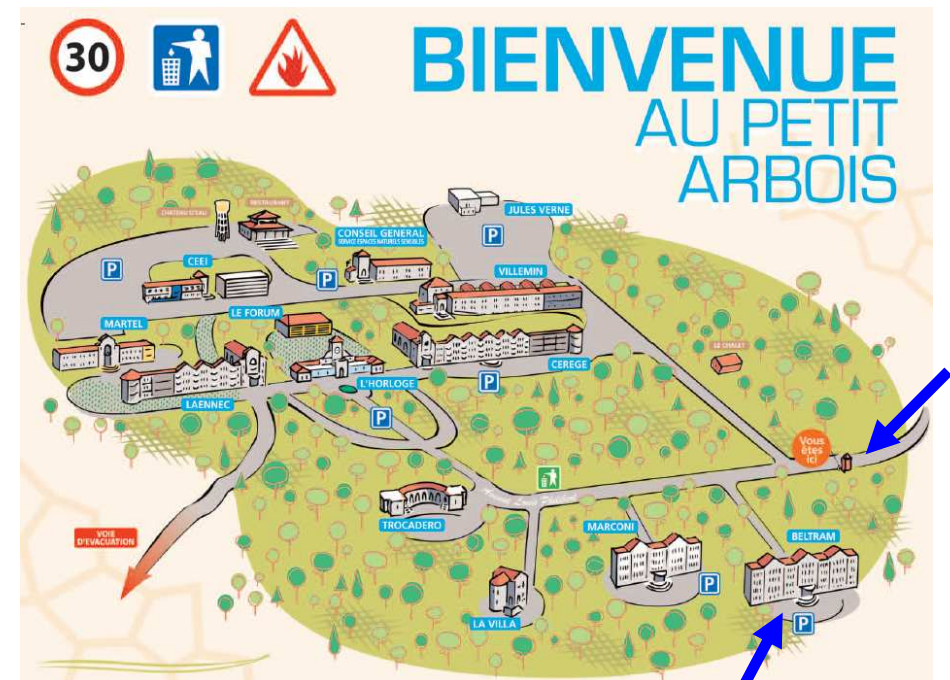 30
BIENVENUE
AU PETIT
ARBOIS
CHATEAU D'EAU
RESTAURANT
JULES VERNE
CONSEIL GENERAL
SERVICE ESPACES NATURELS SENSIBLES
P
P
CEEI
P
VILLEMIN
LE FORUM
MARTEL
LE CHALET
CEREGE
L'HORLOGE
P
LAENNEC
P
Vous
êtes
ici
TROCADERO
MARCONI
BELTRAM
VOIE
D'EVACUATION
P
LA VILLA
P